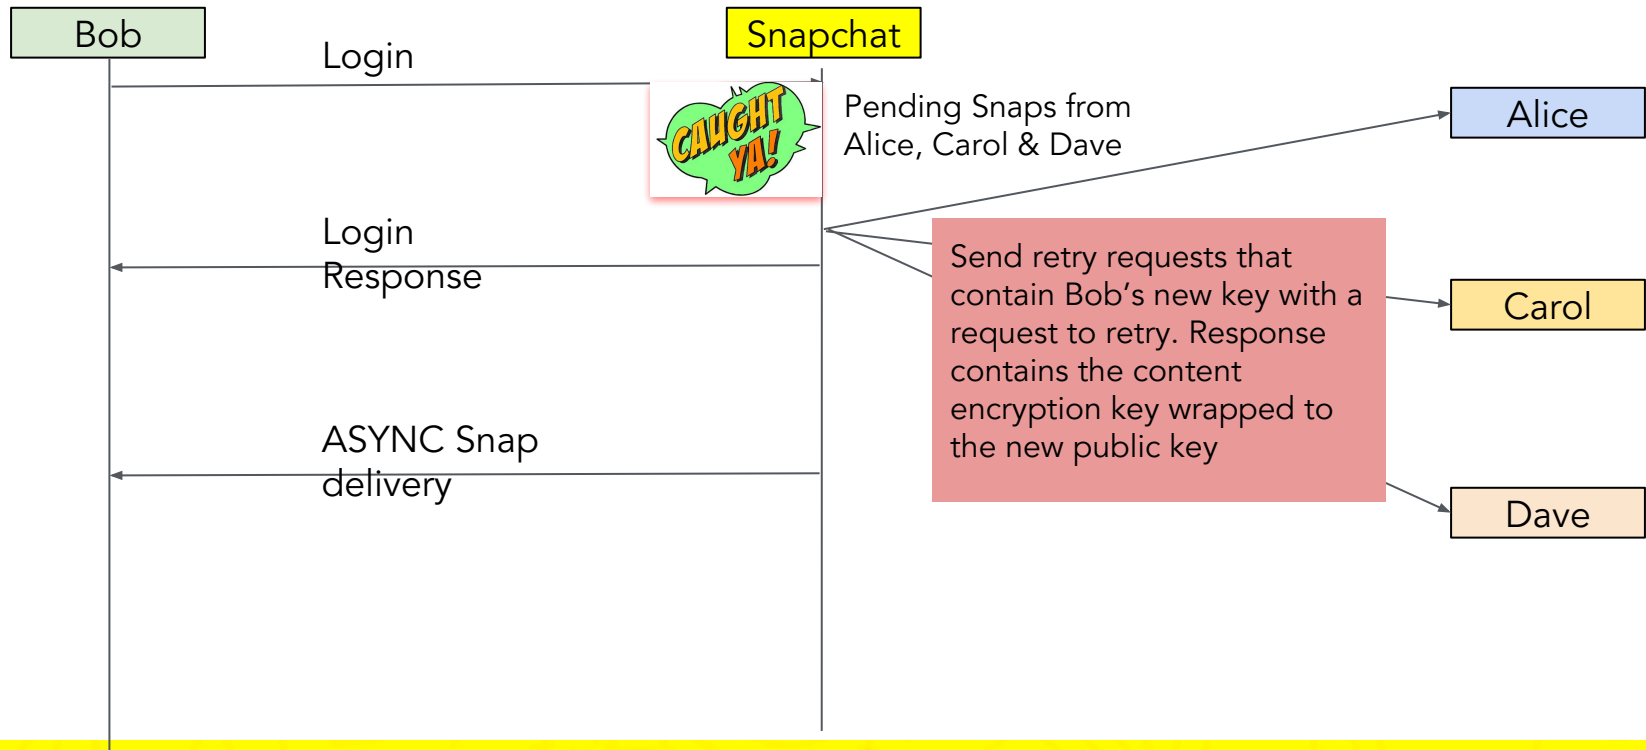 Bob
Snapchat
Login
CAUGHT
YA!
Pending Snaps from
Alice, Carol & Dave
Alice
Login
Response
Send retry requests that
contain Bob’s new key with a
request to retry. Response
contains the content
encryption key wrapped to
the new public key
Carol
ASYNC Snap
delivery
Dave